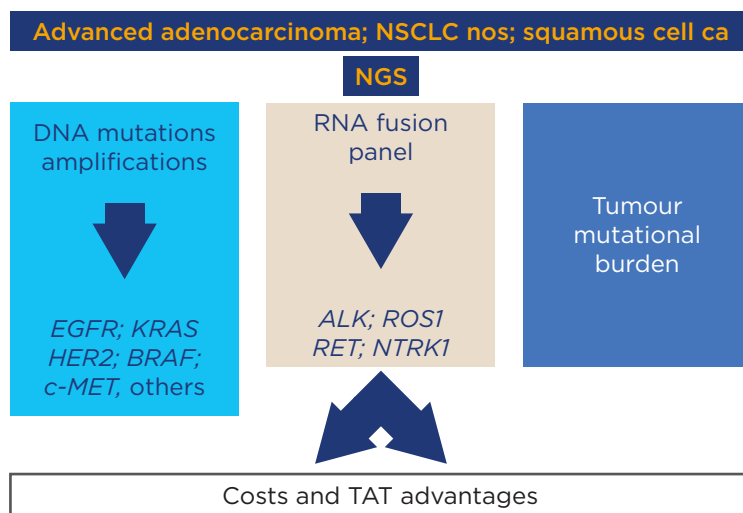 Advanced adenocarcinoma; NSCLC nos; squamous cell ca
NGS
DNA mutations
amplifications
EGFR; KRAS
HER2; BRAF;
c-MET, others
RNA fusion
panel
ALK; ROS1
RET; NTRK1
Tumour
mutational
burden
Costs and TAT advantages